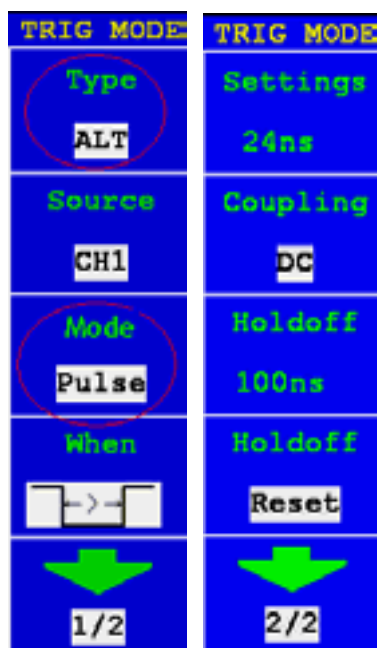 TRIG MODE
Type
ALT
Source
CH1
Mode
Pulse
When
1/2
TRIG MODE
Settings
24ns
Coupling
DC
Holdoff
100ns
Holdoff
Reset
2/2